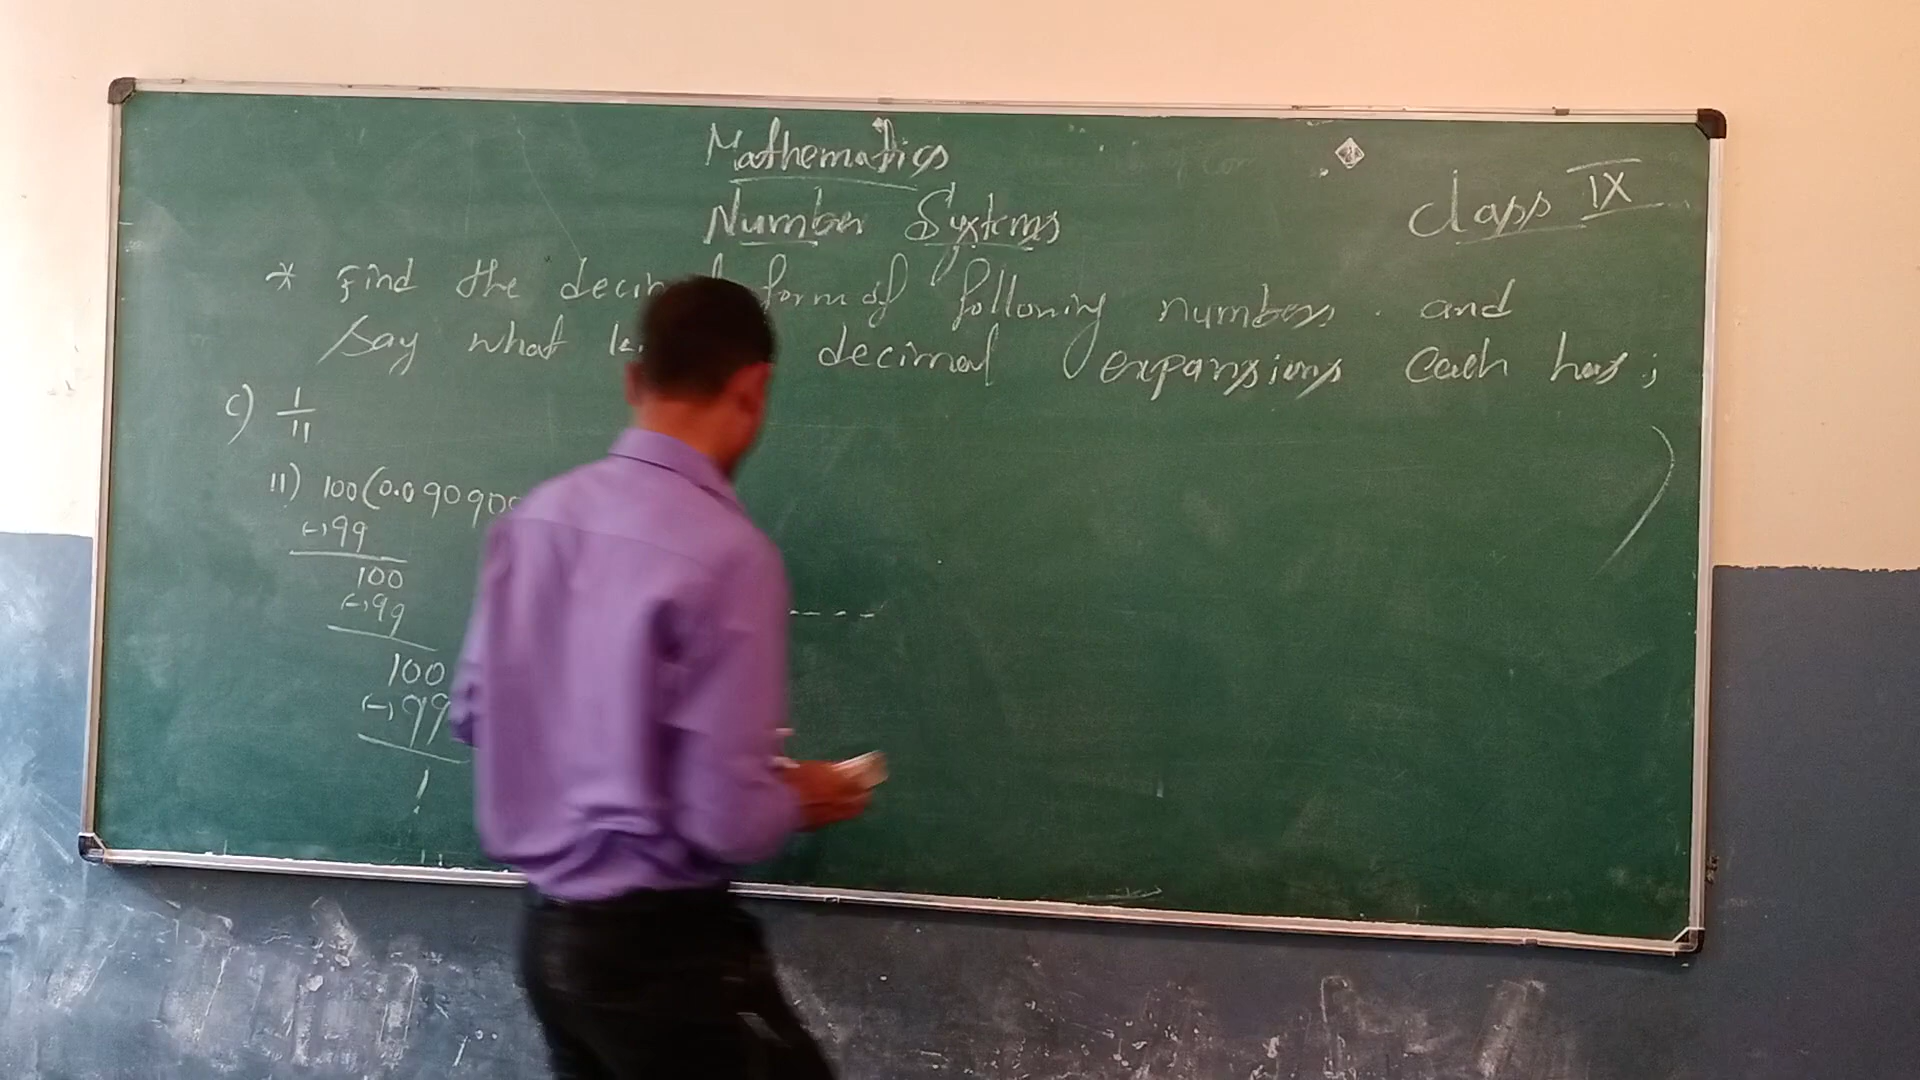 Mathematics
Number Systems
Class IX
* Find the form of following numbers and
Say what decimal expansions each has;
c) 1/11
11) 100(0.090909
(-)99
100
(-)99
100
(-)99
1
----